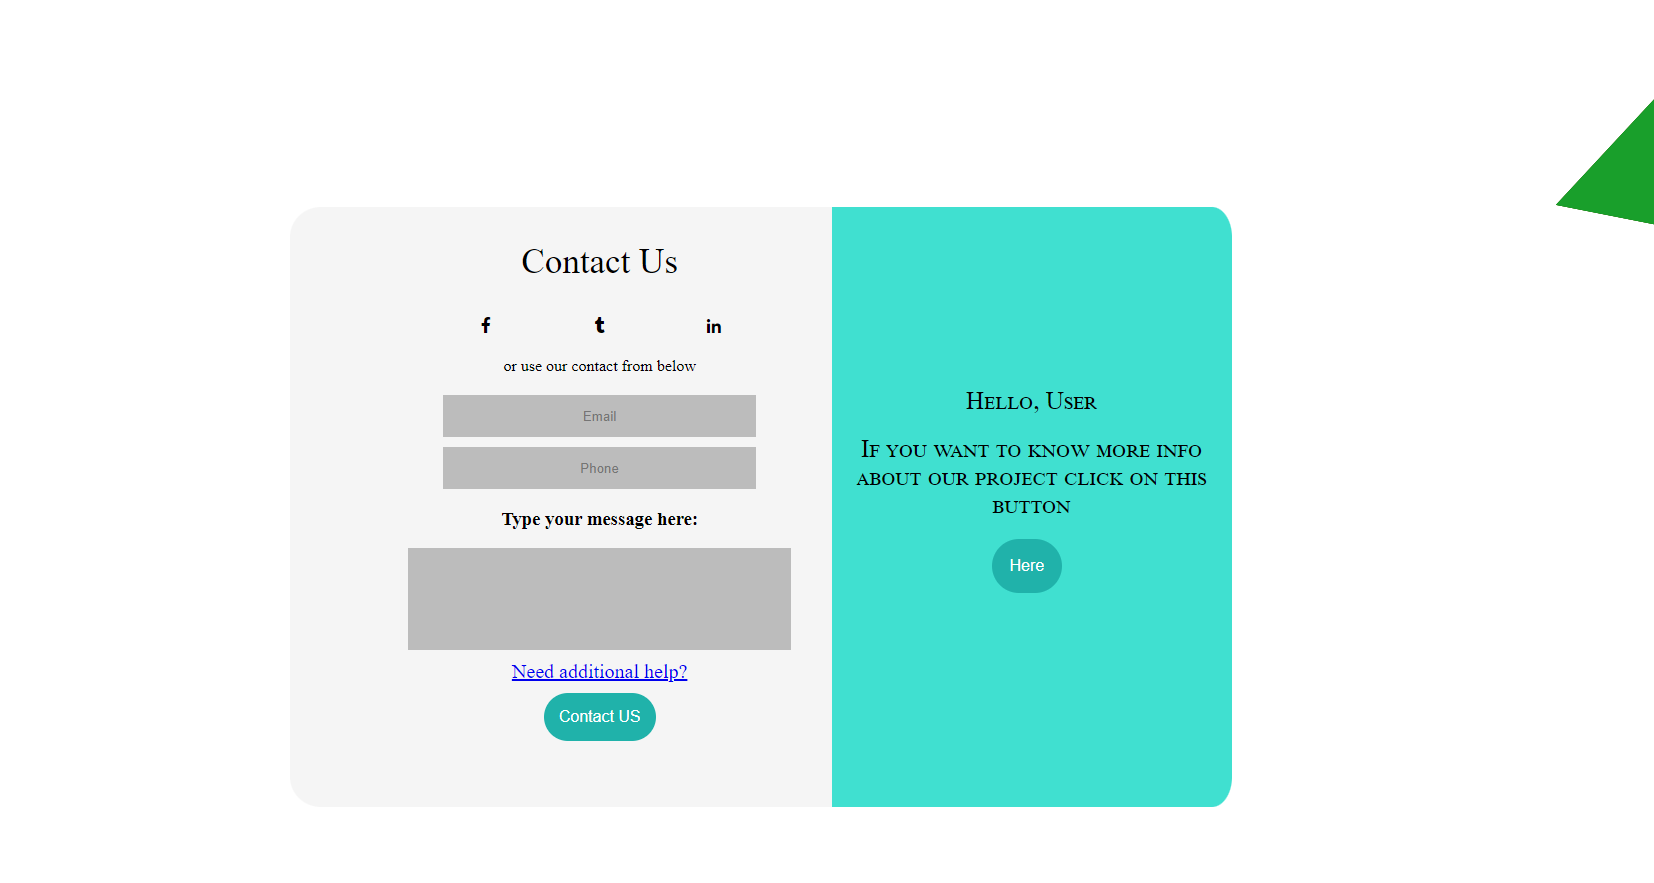 Contact Us
or use our contact from below
Email
Phone
Type your message here:
Need additional help?
Contact US
Hello, User
If you want to know more info
about our project click on this
button
Here